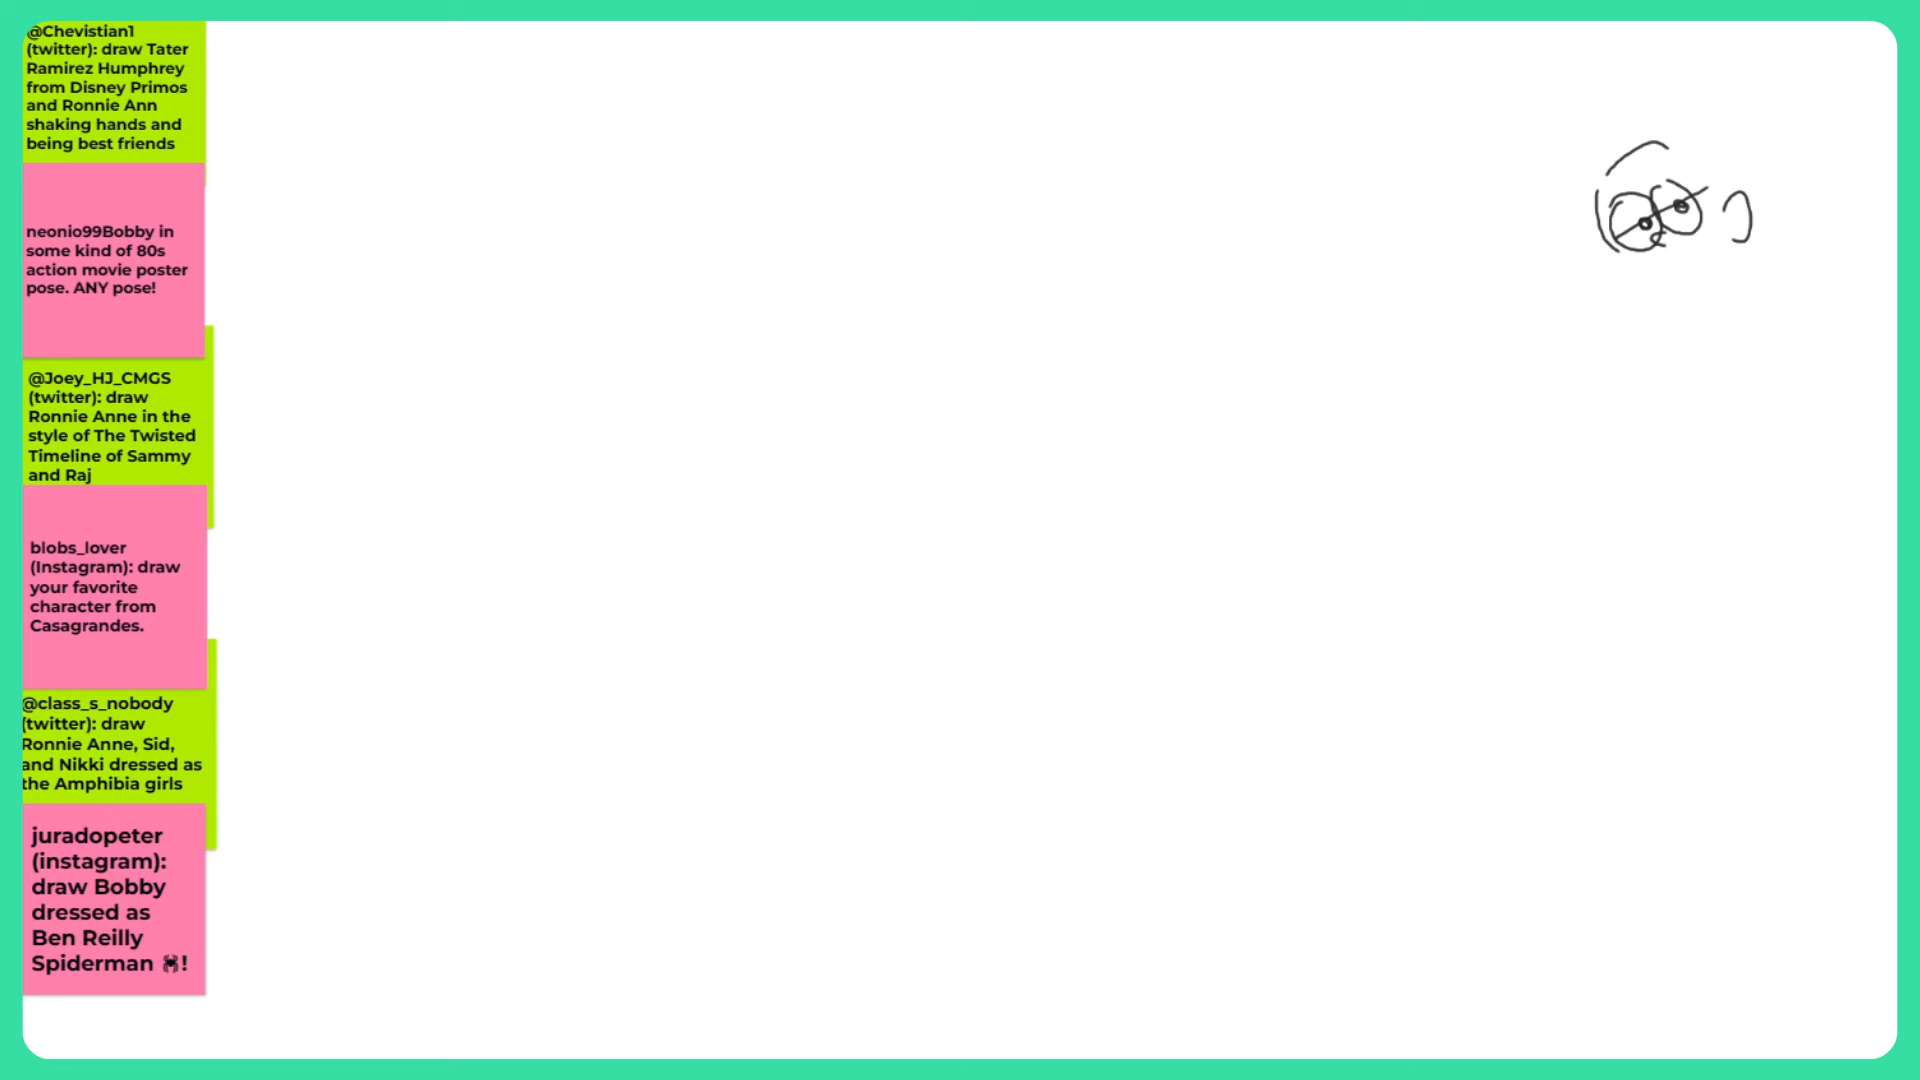 @Chevistian1
(twitter): draw Tater
Ramirez Humphrey
from Disney Primos
and Ronnie Ann
shaking hands and
being best friends
neonio99Bobby in
some kind of 80s
action movie poster
pose. ANY pose!
@Joey_HJ_CMGS
(twitter): draw
Ronnie Anne in the
style of The Twisted
Timeline of Sammy
and Raj
blobs_lover
(Instagram): draw
your favorite
character from
Casagrandes.
@class_s_nobody
(twitter): draw
Ronnie Anne, Sid,
and Nikki dressed as
the Amphibia girls
juradopeter
(instagram):
draw Bobby
dressed as
Ben Reilly
Spiderman 🕷!